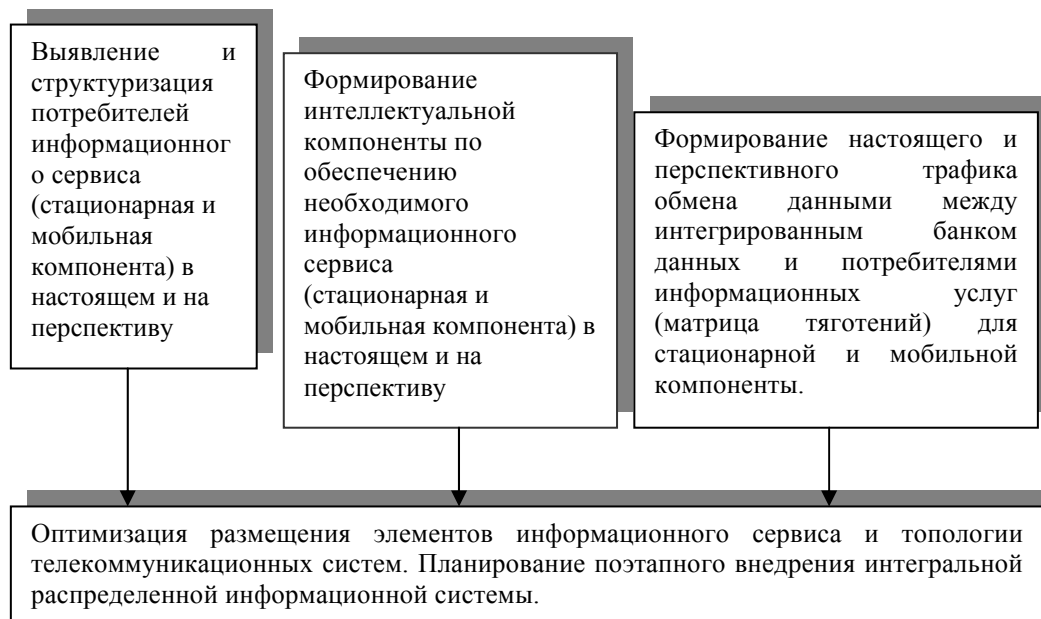 Выявление и
структуризация
потребителей
информационног
о сервиса
(стационарная и
мобильная
компонента) в
настоящем и на
перспективу
Формирование
интеллектуальной
компоненты по
обеспечению
необходимого
информационного
сервиса
(стационарная и
мобильная компонента) в
настоящем и на
перспективу
Формирование настоящего и
перспективного трафика
обмена данными между
интегрированным банком
данных и потребителями
информационных услуг
(матрица тяготений) для
стационарной и мобильной
компоненты.
Оптимизация размещения элементов информационного сервиса и топологии
телекоммуникационных систем. Планирование поэтапного внедрения интегральной
распределенной информационной системы.